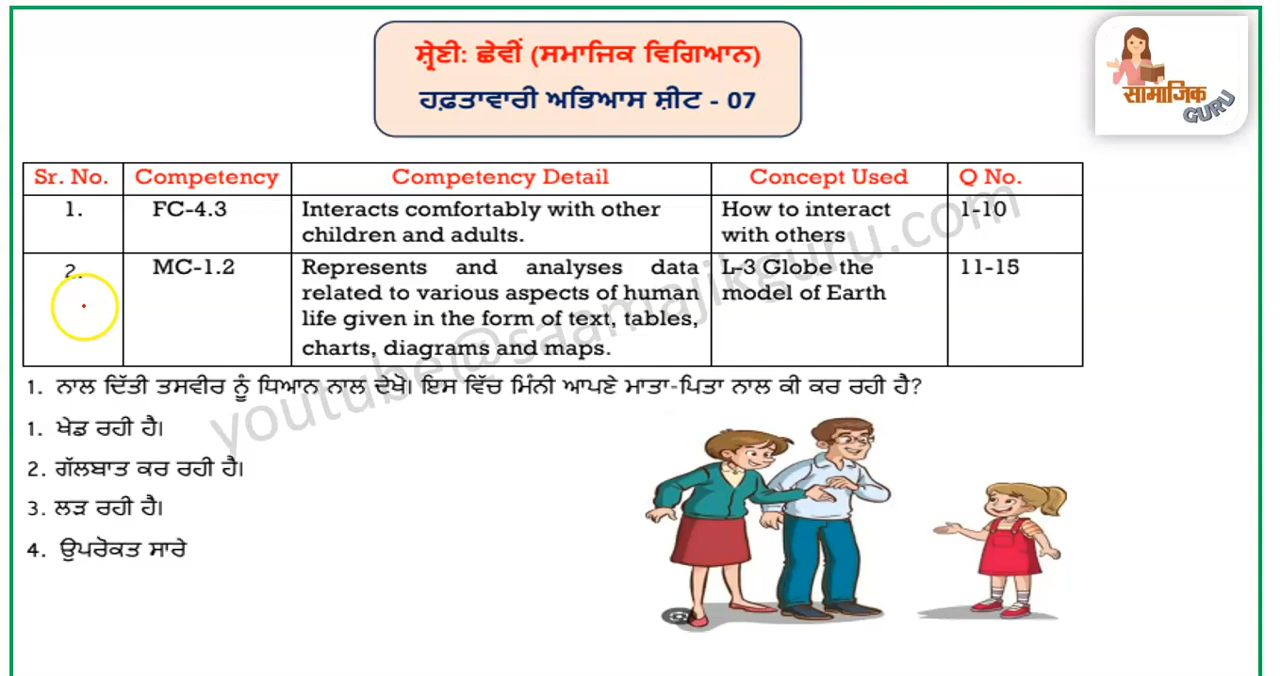 ਸ਼੍ਰੇਣੀ: ਛੇਵੀਂ (ਸਮਾਜਿਕ ਵਿਗਿਆਨ)
ਹਫ਼ਤਾਵਾਰੀ ਅਭਿਆਸ ਸ਼ੀਟ - 07
सामाजिक
GURU
Sr. No. Competency Competency Detail Concept Used Q No.
1. FC-4.3 Interacts comfortably with other How to interact 1-10
children and adults. with others
2. MC-1.2 Represents and analyses data L-3 Globe the 11-15
related to various aspects of human model of Earth
life given in the form of text, tables,
charts, diagrams and maps.
youtube@saamajikguru.com
1. ਨਾਲ ਦਿੱਤੀ ਤਸਵੀਰ ਨੂੰ ਧਿਆਨ ਨਾਲ ਦੇਖੋ। ਇਸ ਵਿੱਚ ਮਿੰਨੀ ਆਪਣੇ ਮਾਤਾ-ਪਿਤਾ ਨਾਲ ਕੀ ਕਰ ਰਹੀ ਹੈ?
1. ਖੇਡ ਰਹੀ ਹੈ।
2. ਗੱਲਬਾਤ ਕਰ ਰਹੀ ਹੈ।
3. ਲੜ ਰਹੀ ਹੈ।
4. ਉਪਰੋਕਤ ਸਾਰੇ